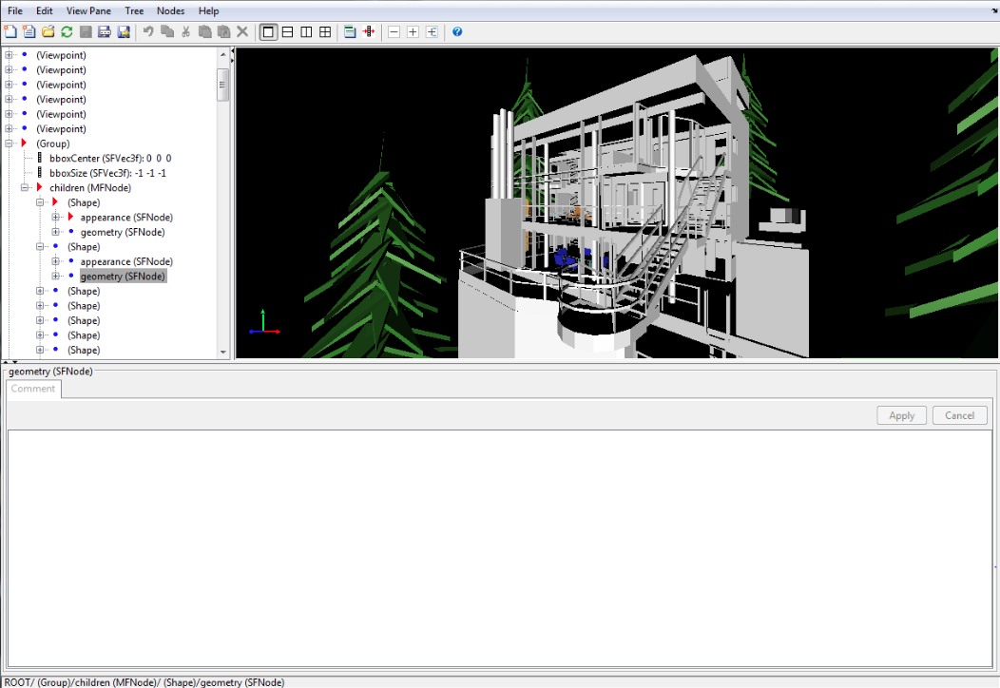 File Edit View Pane Tree Nodes Help
(Viewpoint)
(Viewpoint)
(Viewpoint)
(Viewpoint)
(Viewpoint)
(Viewpoint)
(Group)
bboxCenter (SFVec3f): 0 0 0
bboxSize (SFVec3f): -1 -1 -1
children (MFNode)
(Shape)
appearance (SFNode)
geometry (SFNode)
(Shape)
appearance (SFNode)
geometry (SFNode)
(Shape)
(Shape)
(Shape)
(Shape)
(Shape)
geometry (SFNode)
Comment
Apply Cancel
ROOT/ (Group)/children (MFNode)/ (Shape)/geometry (SFNode)